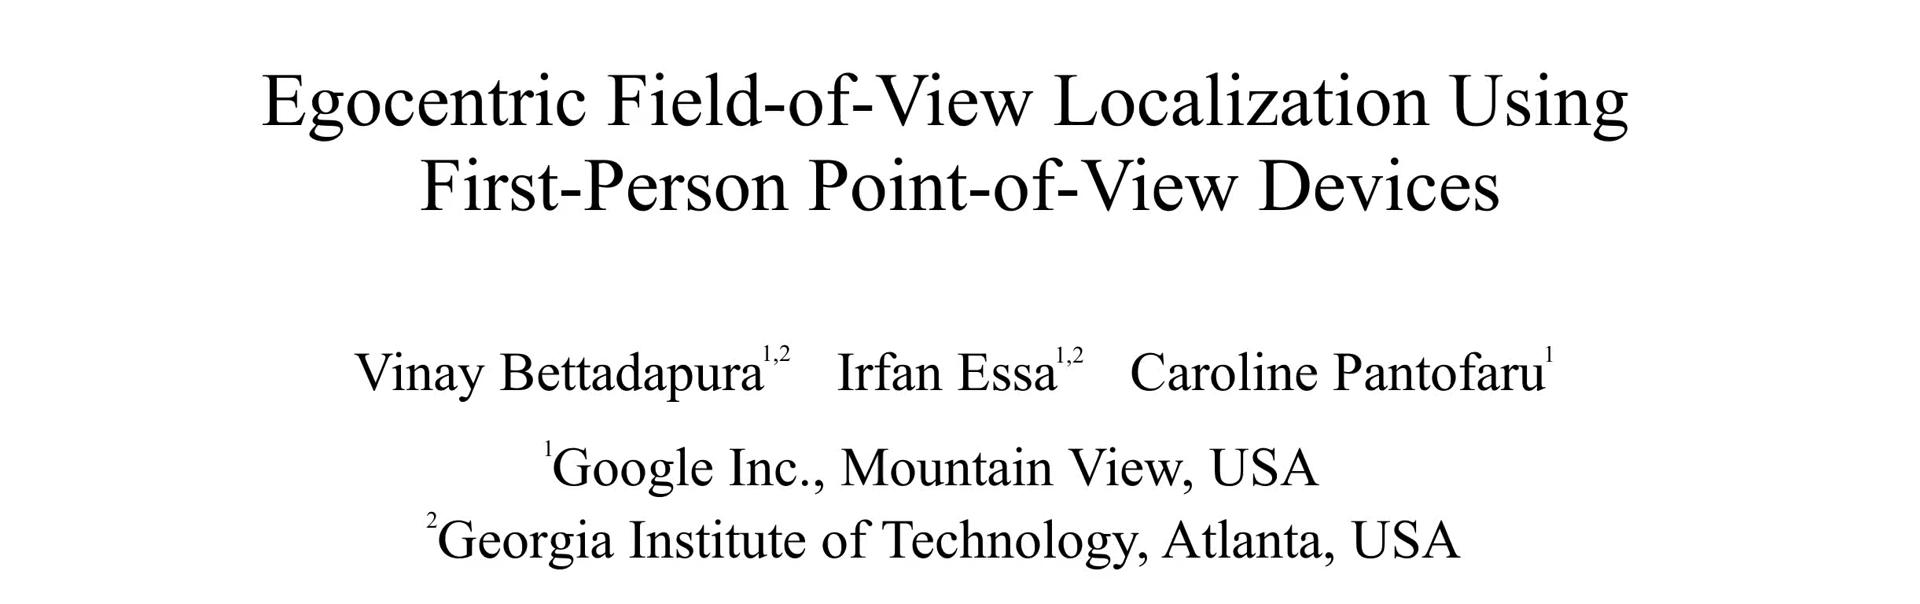 Egocentric Field-of-View Localization Using
First-Person Point-of-View Devices
Vinay Bettadapura1,2 Irfan Essa1,2 Caroline Pantofaru1
1Google Inc., Mountain View, USA
2Georgia Institute of Technology, Atlanta, USA